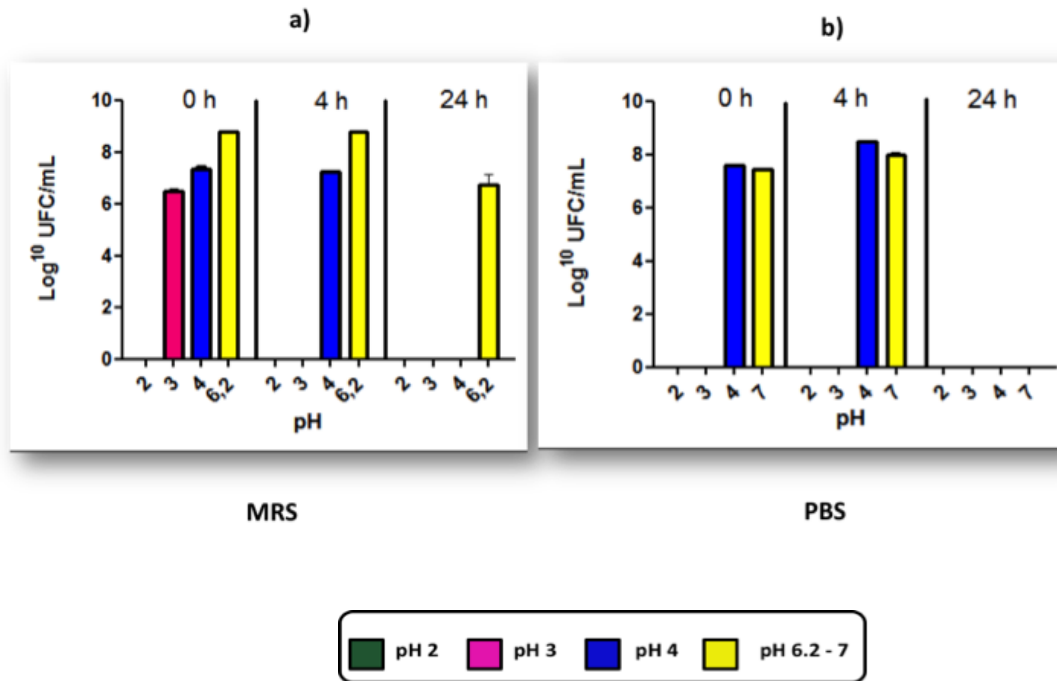 a)
0 h 4 h 24 h
Log10 UFC/mL
10
8
6
4
2
0
2 3 4 6,2 2 3 4 6,2 2 3 4 6,2
pH
MRS
b)
0 h 4 h 24 h
Log10 UFC/mL
10
8
6
4
2
0
2 3 4 7 2 3 4 7 2 3 4 7
pH
PBS
pH 2 pH 3 pH 4 pH 6.2 - 7